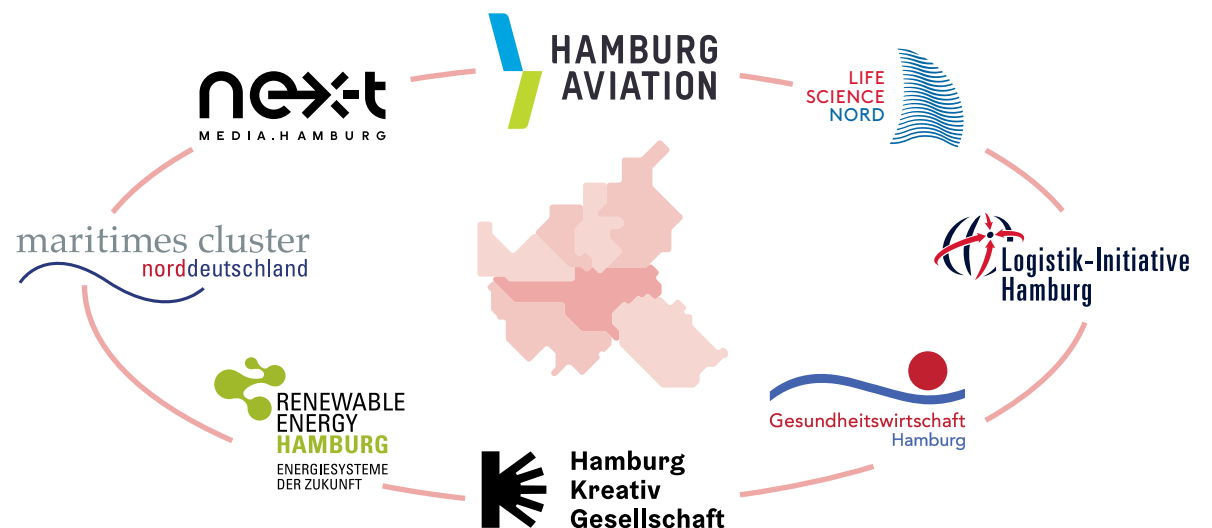 HAMBURG
AVIATION
next
MEDIA.HAMBURG
LIFE
SCIENCE
NORD
maritimes cluster
norddeutschland
Logistik-Initiative
Hamburg
RENEWABLE
ENERGY
HAMBURG
ENERGIESYSTEME
DER ZUKUNFT
Gesundheitswirtschaft
Hamburg
Hamburg
Kreativ
Gesellschaft